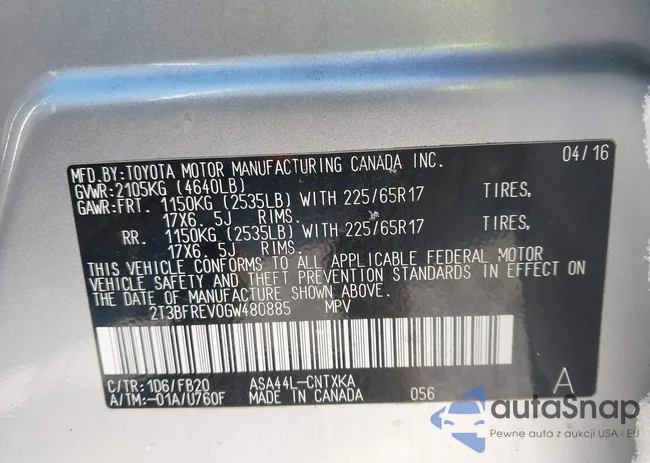 MFD.BY:TOYOTA MOTOR MANUFACTURING CANADA INC. 04/16
GVWR:2105KG (4640LB)
GAWR:FRT. 1150KG (2535LB) WITH 225/65R17 TIRES,
17X6. 5J RIMS.
RR. 1150KG (2535LB) WITH 225/65R17 TIRES,
17X6. 5J RIMS.
THIS VEHICLE CONFORMS TO ALL APPLICABLE FEDERAL MOTOR
VEHICLE SAFETY AND THEFT PREVENTION STANDARDS IN EFFECT ON
THE DATE OF MANUFACTURE SHOWN ABOVE.
2T3BFREV0GW480885 MPV
C/TR:1D6/FB20 ASA44L-CNTXKA A
A/TM:-01A/U760F MADE IN CANADA 056
autaSnap
Pewne auta z aukcji USA i EU